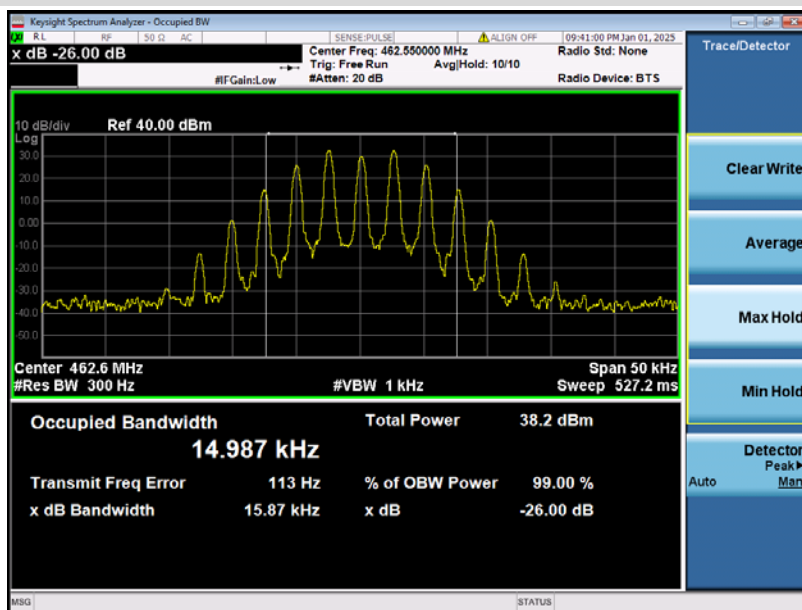 Keysight Spectrum Analyzer - Occupied BW
RL RF 50 Ω AC SENSE:PULSE ALIGN OFF 09:41:00 PM Jan 01, 2025
x dB -26.00 dB
Center Freq: 462.550000 MHz Radio Std: None
Trig: Free Run Avg|Hold: 10/10
#IFGain:Low #Atten: 20 dB Radio Device: BTS
Trace/Detector
10 dB/div Ref 40.00 dBm
Log
30.0
20.0
10.0
0.00
-10.0
-20.0
-30.0
-40.0
-50.0
Center 462.6 MHz Span 50 kHz
#Res BW 300 Hz #VBW 1 kHz Sweep 527.2 ms
Occupied Bandwidth Total Power 38.2 dBm
14.987 kHz
Transmit Freq Error 113 Hz % of OBW Power 99.00 %
x dB Bandwidth 15.87 kHz x dB -26.00 dB
Clear Write
Average
Max Hold
Min Hold
Detector
Peak▶
Auto Man
MSG STATUS